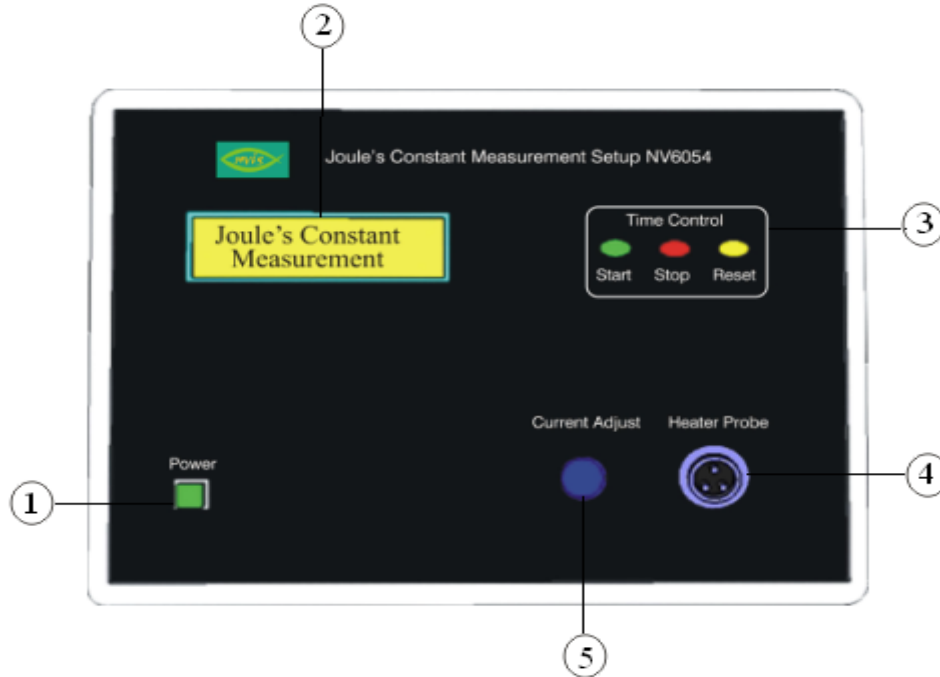 2
nvis
Joule's Constant Measurement Setup NV6054
Joule's Constant
Measurement
Time Control
Start Stop Reset
3
Current Adjust Heater Probe
Power
1
4
5